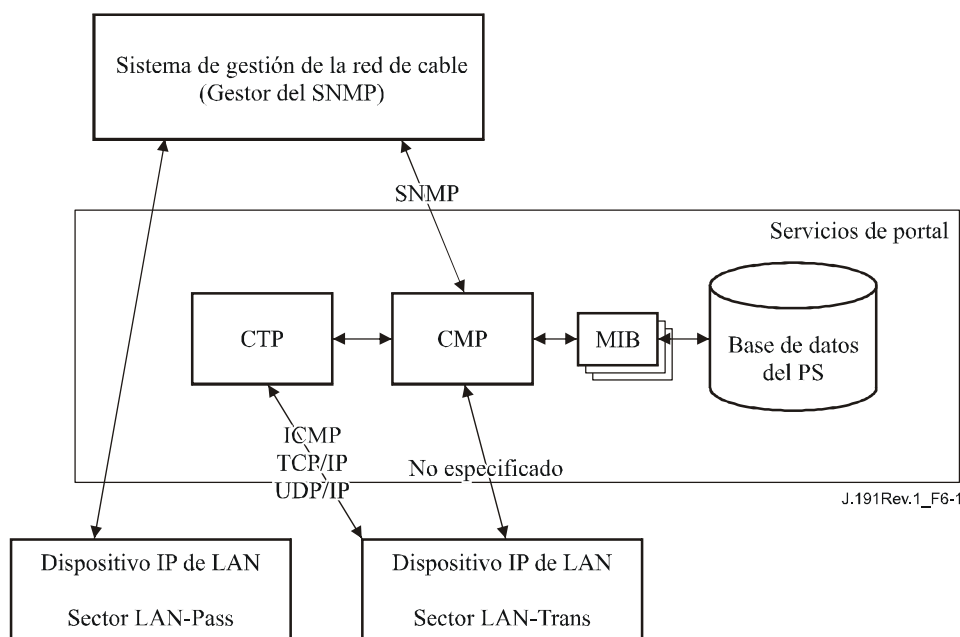 Sistema de gestión de la red de cable
(Gestor del SNMP)
SNMP
Servicios de portal
CTP
CMP
MIB
Base de datos
del PS
ICMP
TCP/IP
UDP/IP
No especificado
J.191Rev.1_F6-1
Dispositivo IP de LAN
Sector LAN-Pass
Dispositivo IP de LAN
Sector LAN-Trans